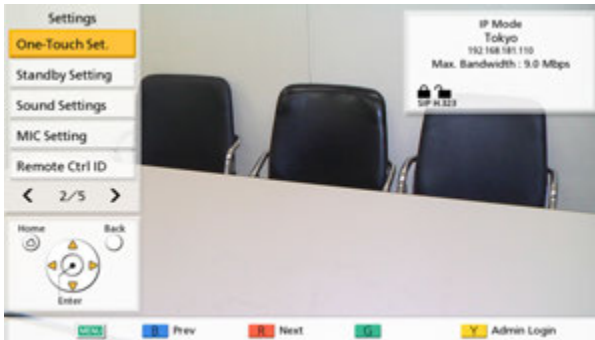 Settings
One-Touch Set.
Standby Setting
Sound Settings
MIC Setting
Remote Ctrl ID
2/5
Home
Back
Enter
IP Mode
Tokyo
192.168.181.110
Max. Bandwidth : 9.0 Mbps
SIP H.323
MENU
B Prev
R Next
G
Y Admin Login